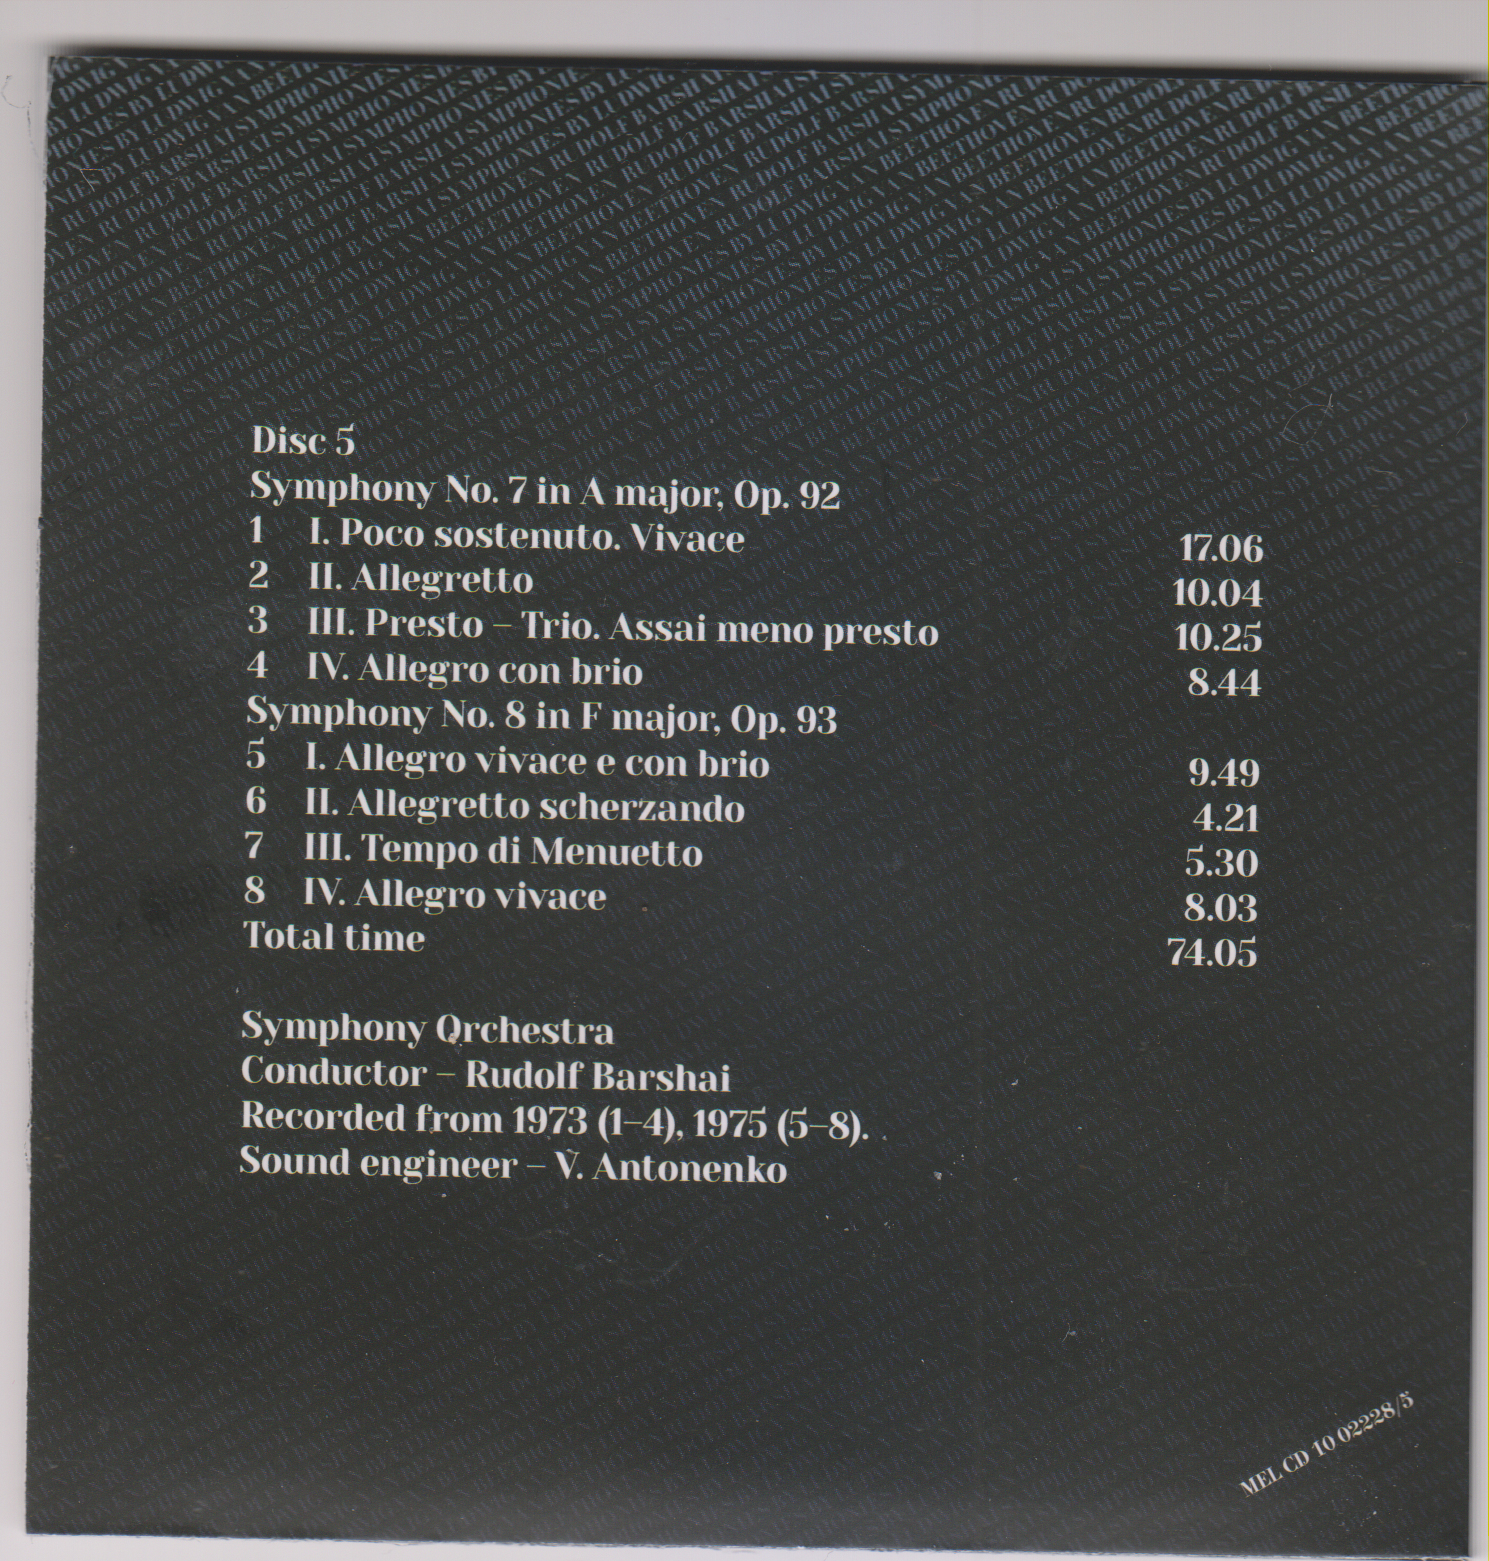 Disc 5
Symphony No. 7 in A major, Op. 92
1 I. Poco sostenuto. Vivace 17.06
2 II. Allegretto 10.04
3 III. Presto – Trio. Assai meno presto 10.25
4 IV. Allegro con brio 8.44
Symphony No. 8 in F major, Op. 93
5 I. Allegro vivace e con brio 9.49
6 II. Allegretto scherzando 4.21
7 III. Tempo di Menuetto 5.30
8 IV. Allegro vivace 8.03
Total time 74.05
Symphony Orchestra
Conductor – Rudolf Barshai
Recorded from 1973 (1–4), 1975 (5–8).
Sound engineer – V. Antonenko
MEL CD 10 02228/5